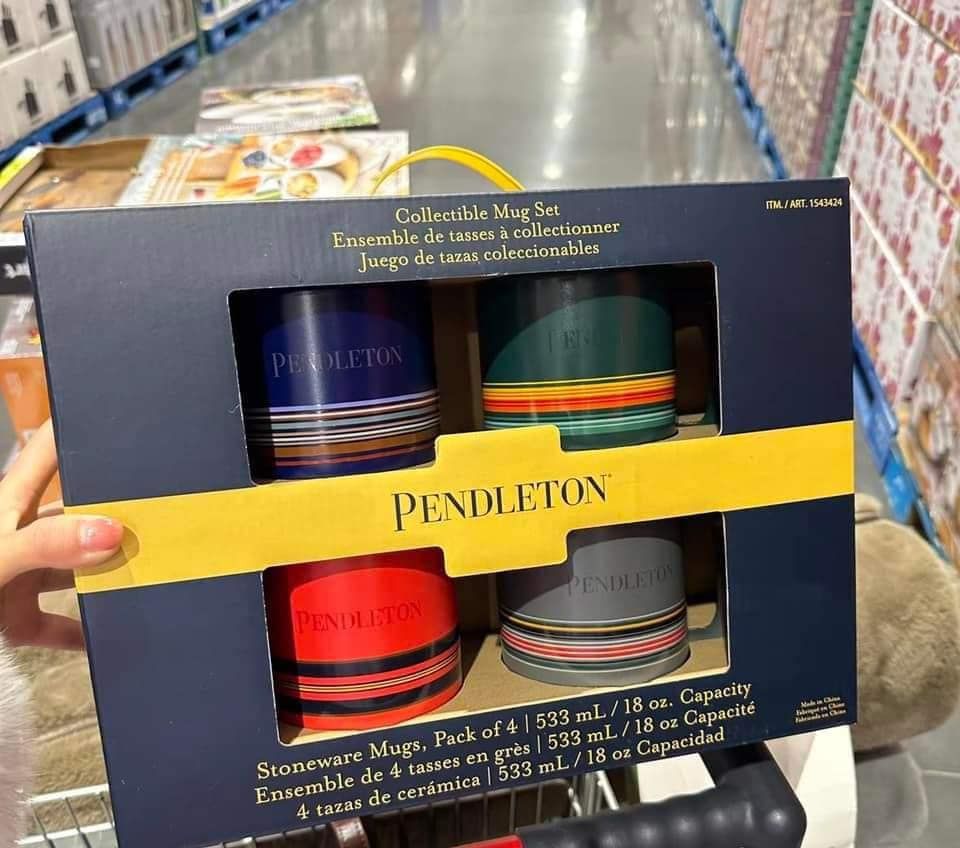 Collectible Mug Set
Ensemble de tasses à collectionner
Juego de tazas coleccionables
ITM. / ART. 1543424
PENDLETON
PENDLETON
PENDLETON
PENDLETON
Stoneware Mugs, Pack of 4 | 533 mL / 18 oz. Capacity
Ensemble de 4 tasses en grès | 533 mL / 18 oz Capacité
4 tazas de cerámica | 533 mL / 18 oz Capacidad
Made in China
Fabriqué en Chine
Fabricado en China